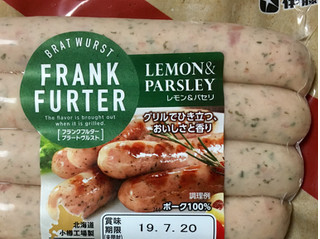 BRAT WURST
FRANK
FURTER
The flavor is brought out
when it is grilled.
フランクフルター
ブラートヴルスト
LEMON&
PARSLEY
レモン&パセリ
グリルでひき立つ、
おいしさと香り
調理例
ポーク100%
北海道
小樽工場製
賞味
期限
19.7.20